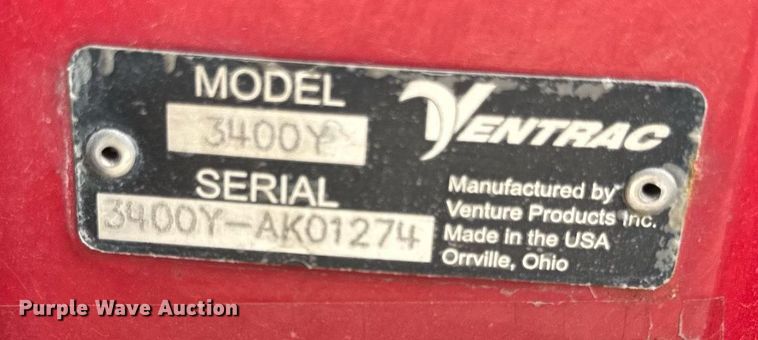 MODEL
3400Y
SERIAL
3400Y-AK01274
VENTRAC
Manufactured by
Venture Products Inc.
Made in the USA
Orrville, Ohio
Purple Wave Auction